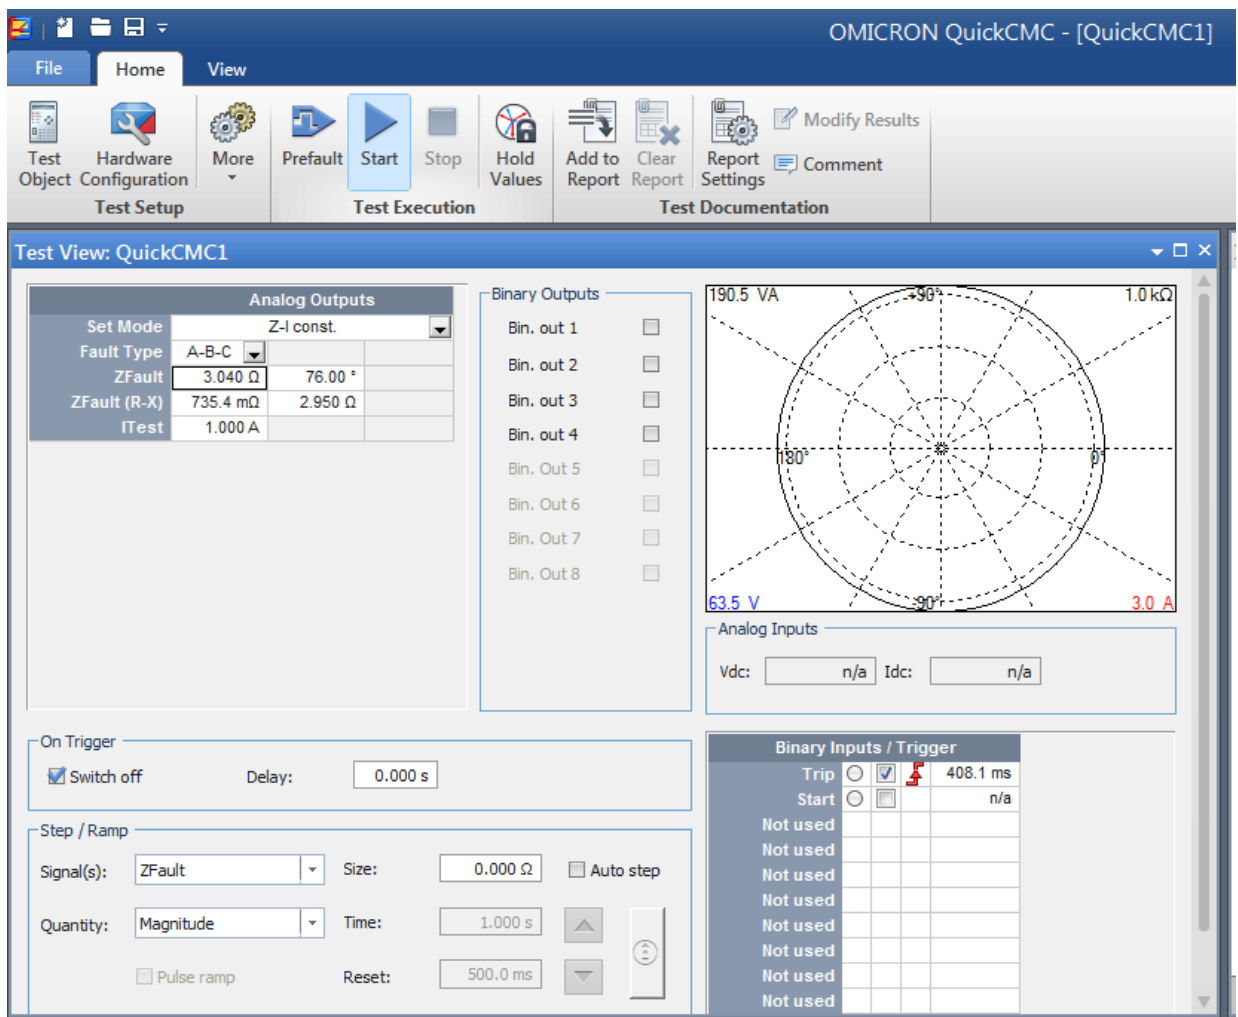 OMICRON QuickCMC - [QuickCMC1]
File Home View
Test Object
Hardware Configuration
More
Prefault
Start
Stop
Hold Values
Add to Report
Clear Report
Report Settings
Modify Results
Comment
Test Setup
Test Execution
Test Documentation
Test View: QuickCMC1
Analog Outputs
Set Mode Z-I const.
Fault Type A-B-C
ZFault 3.040 Ω 76.00 °
ZFault (R-X) 735.4 mΩ 2.950 Ω
ITest 1.000 A
Binary Outputs
Bin. out 1
Bin. out 2
Bin. out 3
Bin. out 4
Bin. Out 5
Bin. Out 6
Bin. Out 7
Bin. Out 8
190.5 VA +90° 1.0 kΩ
180° 0°
63.5 V -90° 3.0 A
Analog Inputs
Vdc: n/a Idc: n/a
On Trigger
Switch off Delay: 0.000 s
Step / Ramp
Signal(s): ZFault Size: 0.000 Ω Auto step
Quantity: Magnitude Time: 1.000 s
Pulse ramp Reset: 500.0 ms
Binary Inputs / Trigger
Trip 408.1 ms
Start n/a
Not used
Not used
Not used
Not used
Not used
Not used
Not used
Not used